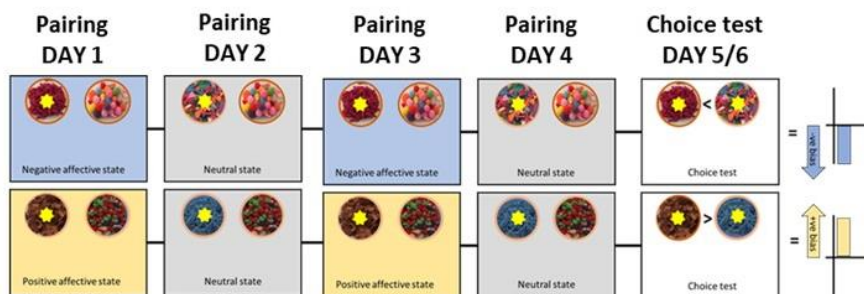 Pairing
DAY 1
Pairing
DAY 2
Pairing
DAY 3
Pairing
DAY 4
Choice test
DAY 5/6
<
Negative affective state
Neutral state
Negative affective state
Neutral state
Choice test
=
-ve bias
>
Positive affective state
Neutral state
Positive affective state
Neutral state
Choice test
=
+ve bias